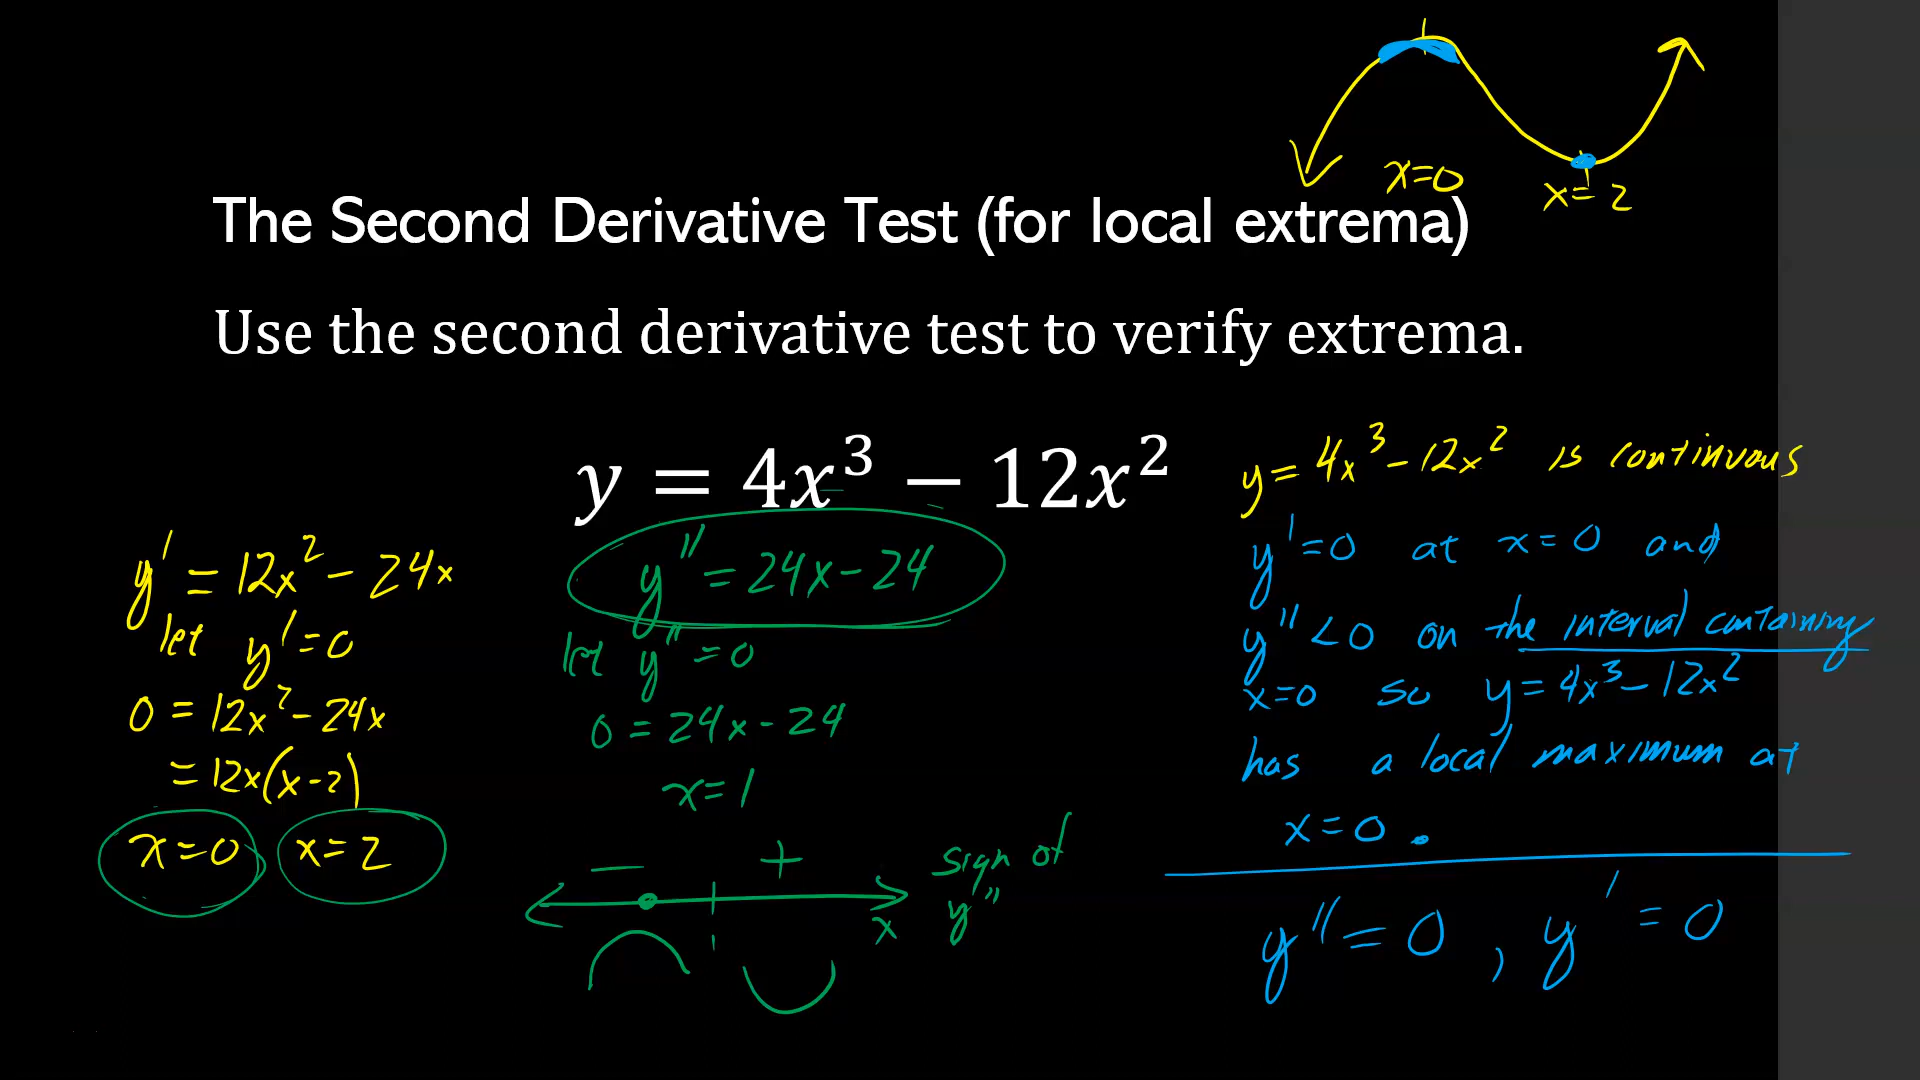 x=0
x=2
The Second Derivative Test (for local extrema)
Use the second derivative test to verify extrema.
y = 4x³ − 12x²
y' = 12x² − 24x
let y' = 0
0 = 12x² − 24x
= 12x(x−2)
x=0 x=2
y'' = 24x − 24
let y'' = 0
0 = 24x − 24
x = 1
− +
sign of
y''
x
y = 4x³ − 12x² is continuous
y' = 0 at x = 0 and
y'' < 0 on the interval containing
x=0 so y = 4x³ − 12x²
has a local maximum at
x = 0 .
y'' = 0 , y' = 0